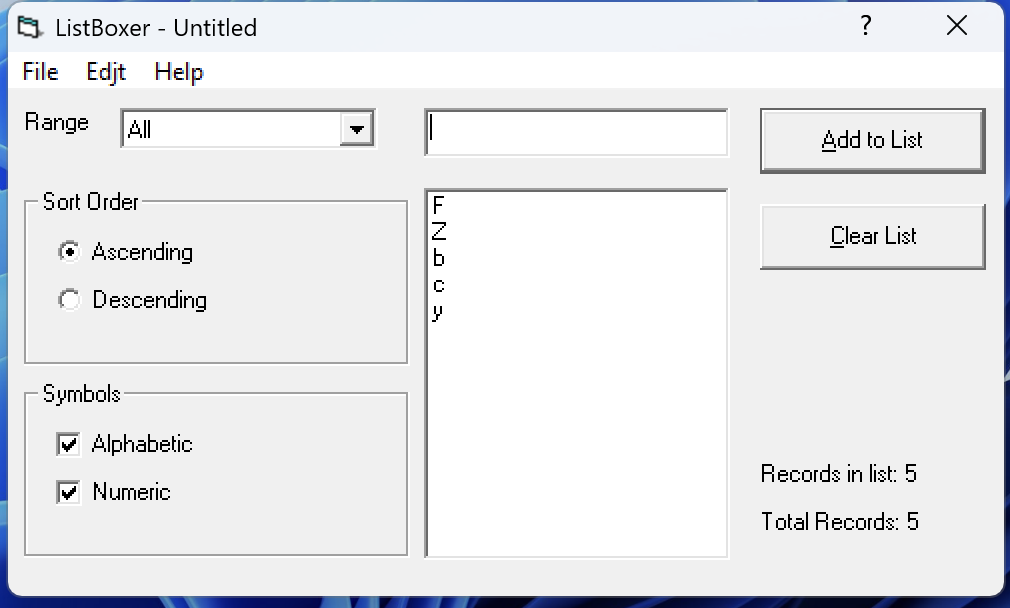 ListBoxer - Untitled
?
File Edjt Help
Range All
Add to List
Sort Order
Ascending
Descending
F
Z
b
c
y
Clear List
Symbols
Alphabetic
Numeric
Records in list: 5
Total Records: 5